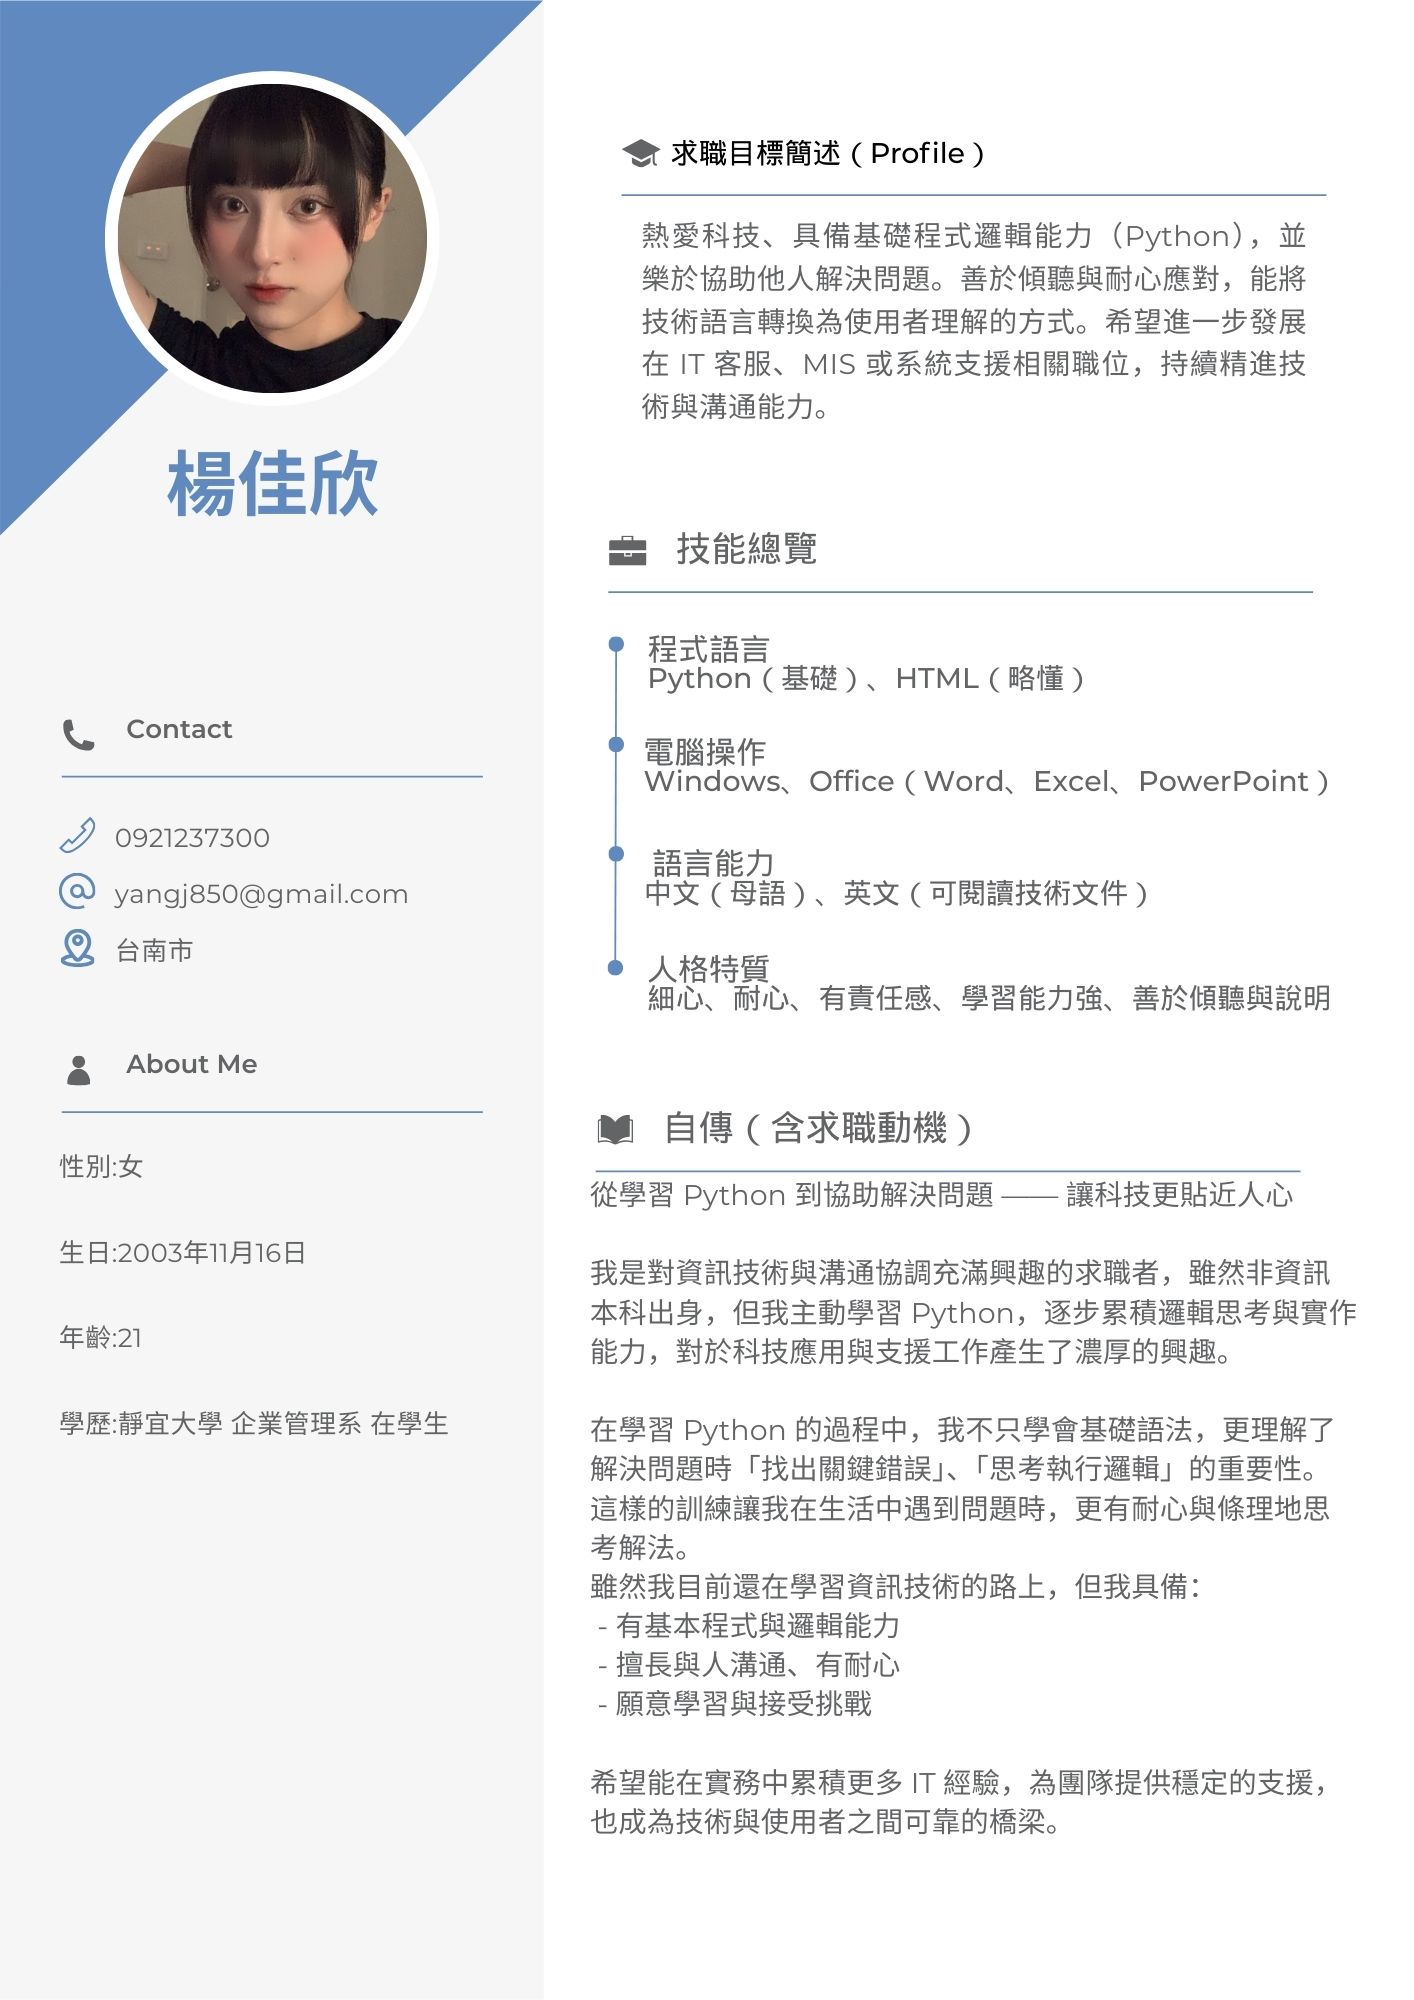 楊佳欣
Contact
0921237300
yangj850@gmail.com
台南市
About Me
性別:女
生日:2003年11月16日
年齡:21
學歷:靜宜大學 企業管理系 在學生
求職目標簡述（Profile）
熱愛科技、具備基礎程式邏輯能力（Python），並
樂於協助他人解決問題。善於傾聽與耐心應對，能將
技術語言轉換為使用者理解的方式。希望進一步發展
在 IT 客服、MIS 或系統支援相關職位，持續精進技
術與溝通能力。
技能總覽
程式語言
Python（基礎）、HTML（略懂）
電腦操作
Windows、Office（Word、Excel、PowerPoint）
語言能力
中文（母語）、英文（可閱讀技術文件）
人格特質
細心、耐心、有責任感、學習能力強、善於傾聽與說明
自傳（含求職動機）
從學習 Python 到協助解決問題 —— 讓科技更貼近人心
我是對資訊技術與溝通協調充滿興趣的求職者，雖然非資訊
本科出身，但我主動學習 Python，逐步累積邏輯思考與實作
能力，對於科技應用與支援工作產生了濃厚的興趣。
在學習 Python 的過程中，我不只學會基礎語法，更理解了
解決問題時「找出關鍵錯誤」、「思考執行邏輯」的重要性。
這樣的訓練讓我在生活中遇到問題時，更有耐心與條理地思
考解法。
雖然我目前還在學習資訊技術的路上，但我具備：
- 有基本程式與邏輯能力
- 擅長與人溝通、有耐心
- 願意學習與接受挑戰
希望能在實務中累積更多 IT 經驗，為團隊提供穩定的支援，
也成為技術與使用者之間可靠的橋梁。